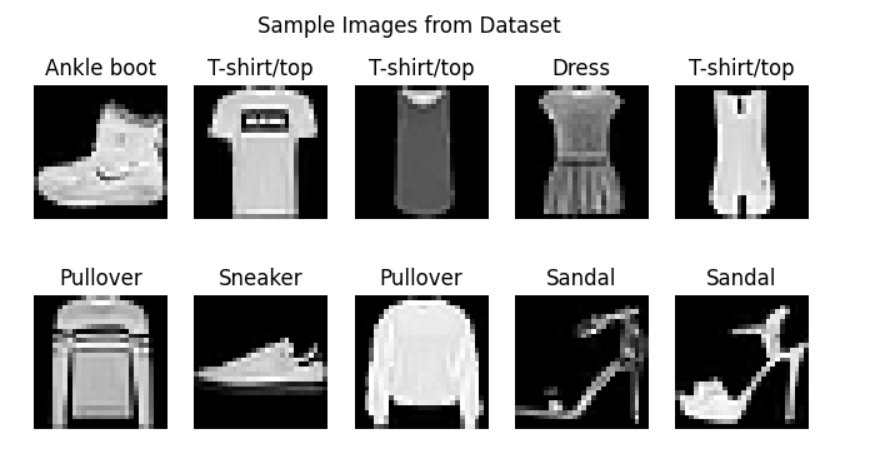 Sample Images from Dataset
Ankle boot T-shirt/top T-shirt/top Dress T-shirt/top
Pullover Sneaker Pullover Sandal Sandal